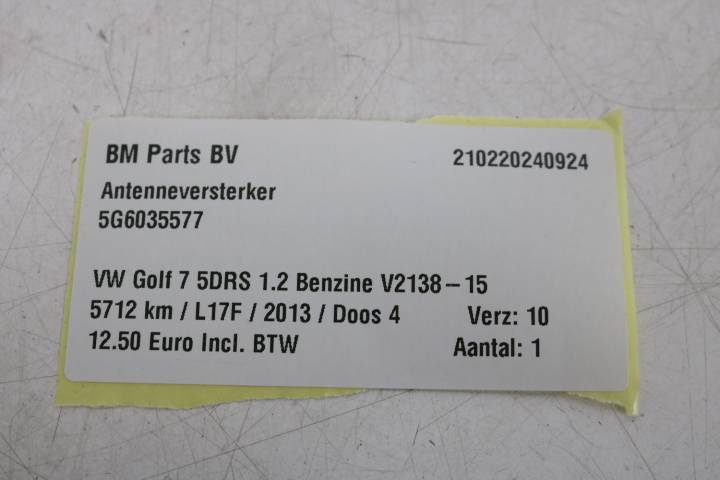 BM Parts BV 210220240924
Antenneversterker
5G6035577
VW Golf 7 5DRS 1.2 Benzine V2138-15
5712 km / L17F / 2013 / Doos 4 Verz: 10
12.50 Euro Incl. BTW Aantal: 1